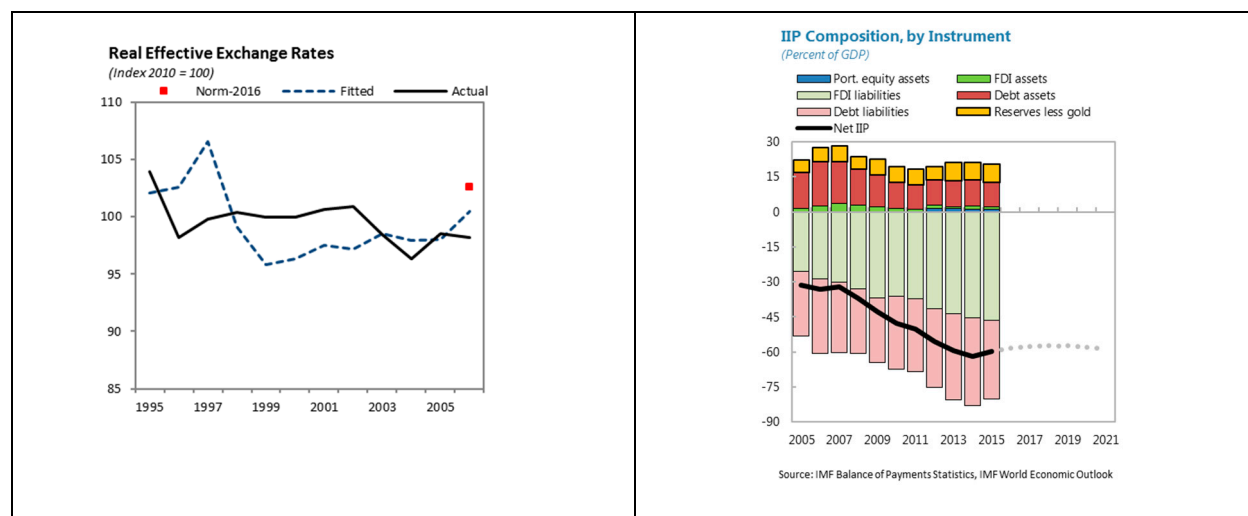 Real Effective Exchange Rates
(Index 2010 = 100)
Norm-2016 Fitted Actual
110
105
100
95
90
85
1995 1997 1999 2001 2003 2005
IIP Composition, by Instrument
(Percent of GDP)
Port. equity assets FDI assets
FDI liabilities Debt assets
Debt liabilities Reserves less gold
Net IIP
30
15
0
-15
-30
-45
-60
-75
-90
2005 2007 2009 2011 2013 2015 2017 2019 2021
Source: IMF Balance of Payments Statistics, IMF World Economic Outlook